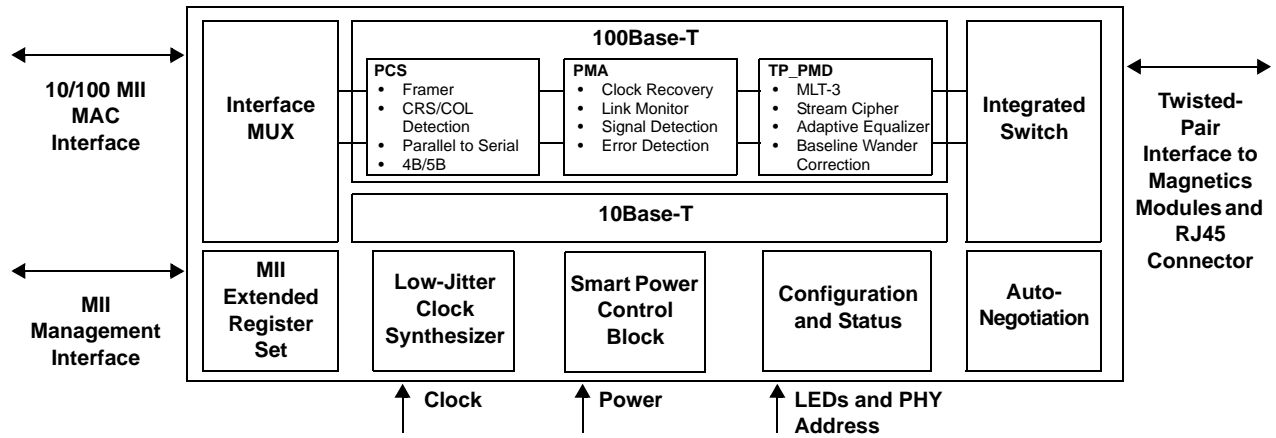 10/100 MII
MAC
Interface
MII
Management
Interface
Interface
MUX
100Base-T
PCS
• Framer
• CRS/COL
Detection
• Parallel to Serial
• 4B/5B
PMA
• Clock Recovery
• Link Monitor
• Signal Detection
• Error Detection
TP_PMD
• MLT-3
• Stream Cipher
• Adaptive Equalizer
• Baseline Wander
Correction
Integrated
Switch
10Base-T
MII
Extended
Register
Set
Low-Jitter
Clock
Synthesizer
Smart Power
Control
Block
Configuration
and Status
Auto-
Negotiation
Twisted-
Pair
Interface to
Magnetics
Modules and
RJ45
Connector
Clock
Power
LEDs and PHY
Address